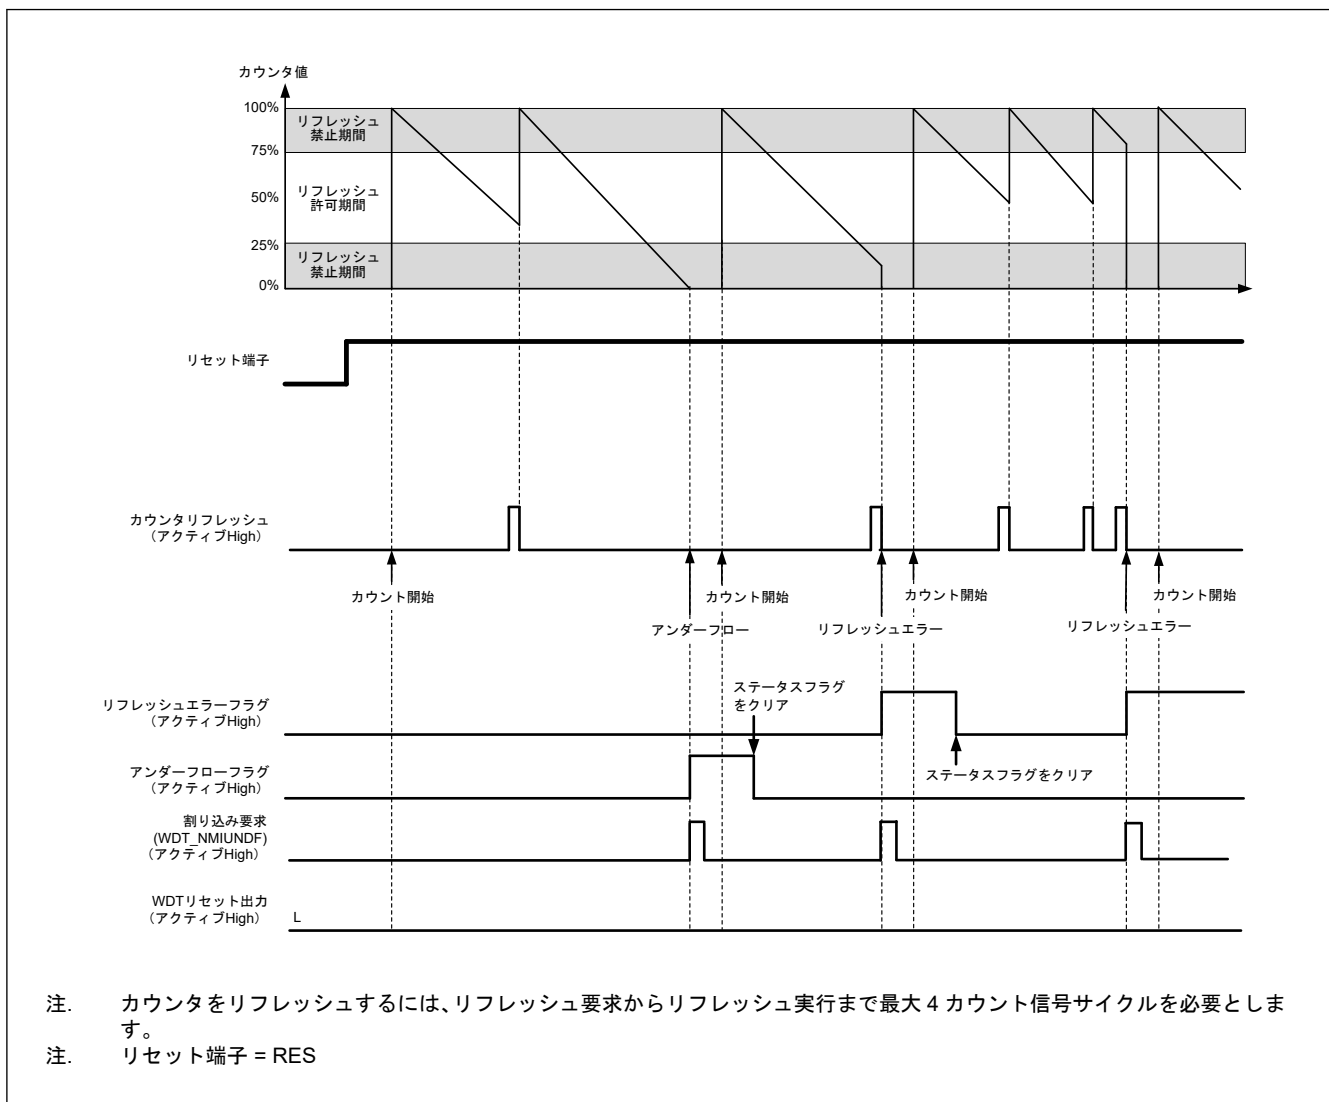 カウンタ値
100%
リフレッシュ
禁止期間
75%
リフレッシュ
許可期間
50%
25%
リフレッシュ
禁止期間
0%
リセット端子
カウンタリフレッシュ
（アクティブHigh）
カウント開始
カウント開始
カウント開始
カウント開始
アンダーフロー
リフレッシュエラー
リフレッシュエラー
ステータスフラグ
をクリア
リフレッシュエラーフラグ
（アクティブHigh）
ステータスフラグをクリア
アンダーフローフラグ
（アクティブHigh）
割り込み要求
(WDT_NMIUNDF)
（アクティブHigh）
WDTリセット出力
（アクティブHigh）
L
注. カウンタをリフレッシュするには、リフレッシュ要求からリフレッシュ実行まで最大 4 カウント信号サイクルを必要としま
す。
注. リセット端子 = RES